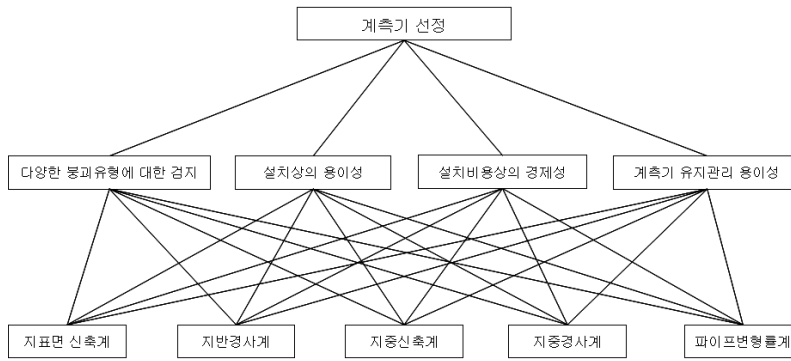 계측기 선정
다양한 붕괴유형에 대한 검지
설치상의 용이성
설치비용상의 경제성
계측기 유지관리 용이성
지표면 신축계
지반경사계
지중신축계
지중경사계
파이프변형률계